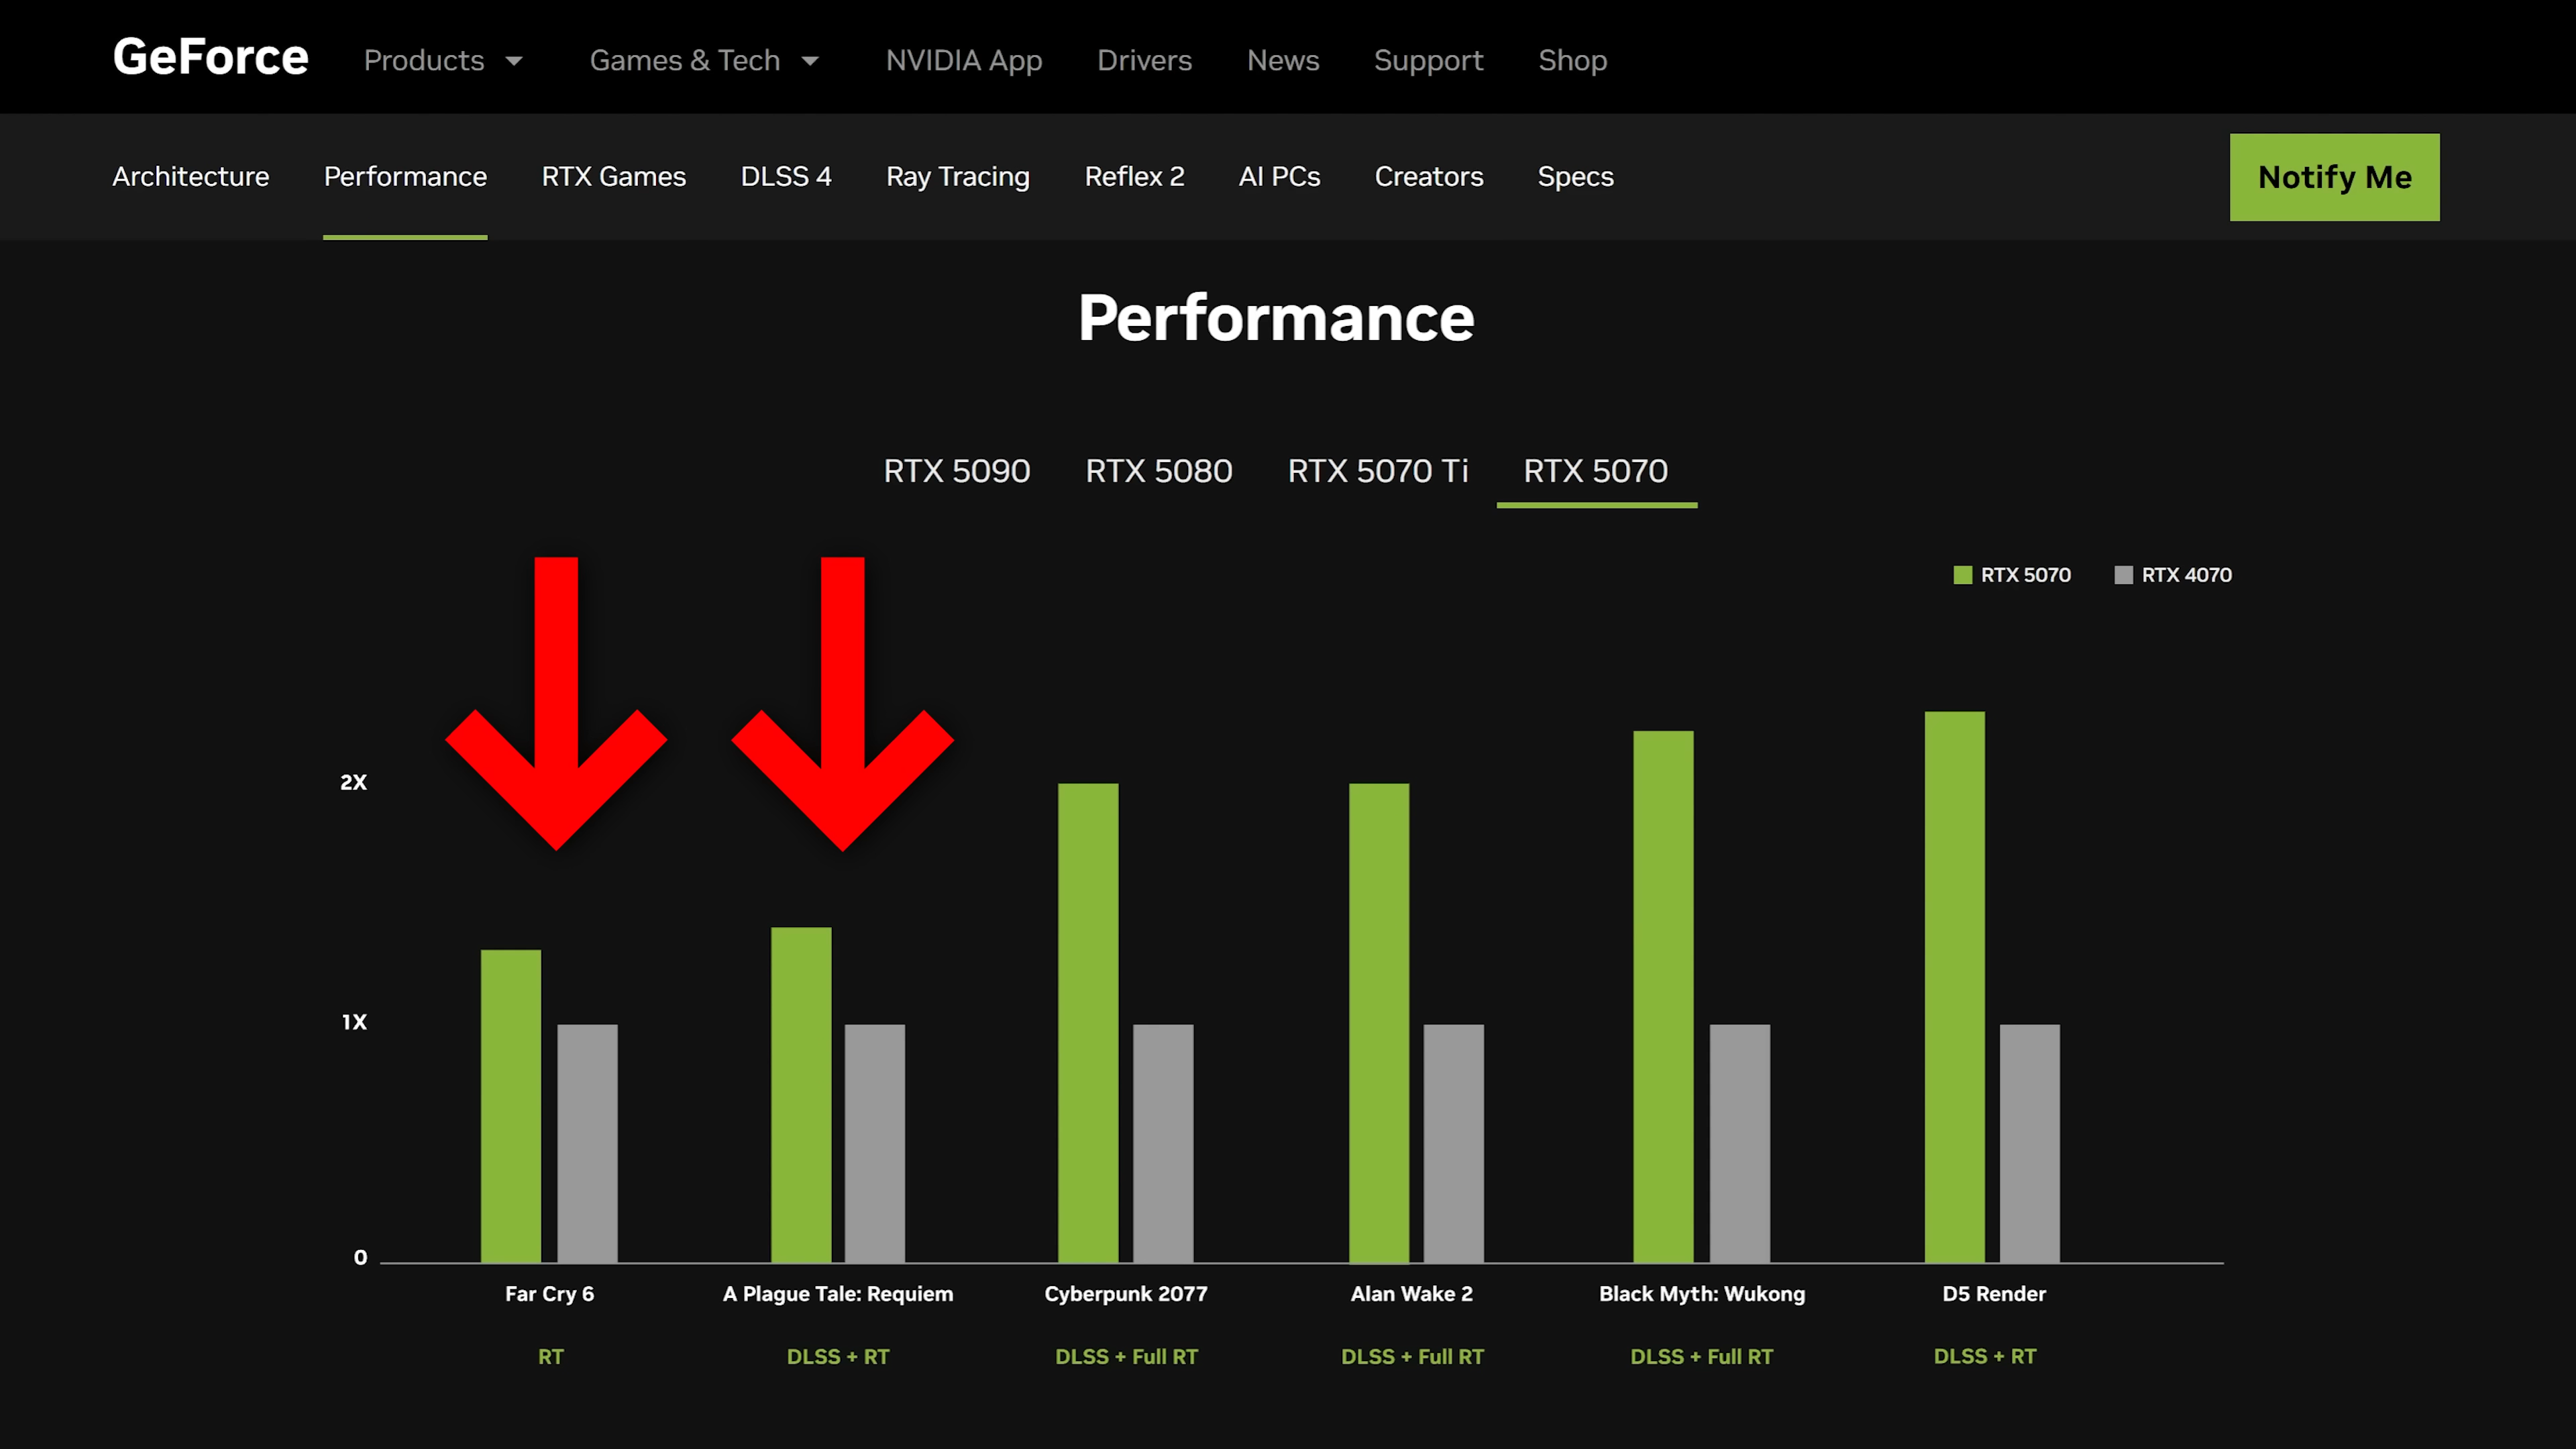 GeForce Products Games & Tech NVIDIA App Drivers News Support Shop
Architecture Performance RTX Games DLSS 4 Ray Tracing Reflex 2 AI PCs Creators Specs Notify Me
Performance
RTX 5090 RTX 5080 RTX 5070 Ti RTX 5070
RTX 5070 RTX 4070
2X
1X
0
Far Cry 6 A Plague Tale: Requiem Cyberpunk 2077 Alan Wake 2 Black Myth: Wukong D5 Render
RT DLSS + RT DLSS + Full RT DLSS + Full RT DLSS + Full RT DLSS + RT